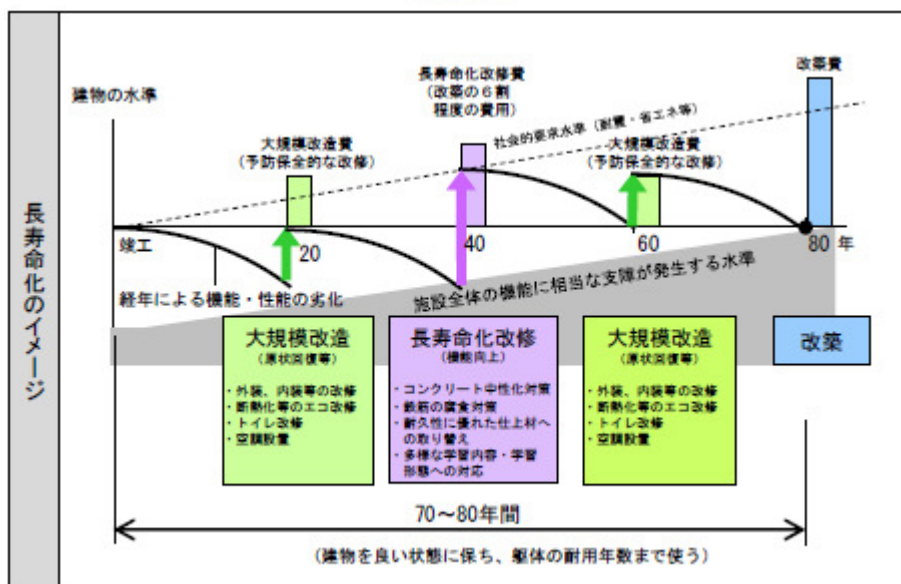 長寿命化のイメージ
建物の水準
大規模改造費
(予防保全的な改修)
長寿命化改修費
(改築の6割
程度の費用)
社会的要求水準(耐震・省エネ等)
大規模改造費
(予防保全的な改修)
改築費
竣工
20
40
60
80 年
経年による機能・性能の劣化
施設全体の機能に相当な支障が発生する水準
大規模改造
(原状回復等)
・外装、内装等の改修
・断熱化等のエコ改修
・トイレ改修
・空調設置
長寿命化改修
(機能向上)
・コンクリート中性化対策
・鉄筋の腐食対策
・耐久性に優れた仕上材へ
の取り替え
・多様な学習内容・学習
形態への対応
大規模改造
(原状回復等)
・外装、内装等の改修
・断熱化等のエコ改修
・トイレ改修
・空調設置
改築
70~80年間
(建物を良い状態に保ち、躯体の耐用年数まで使う)